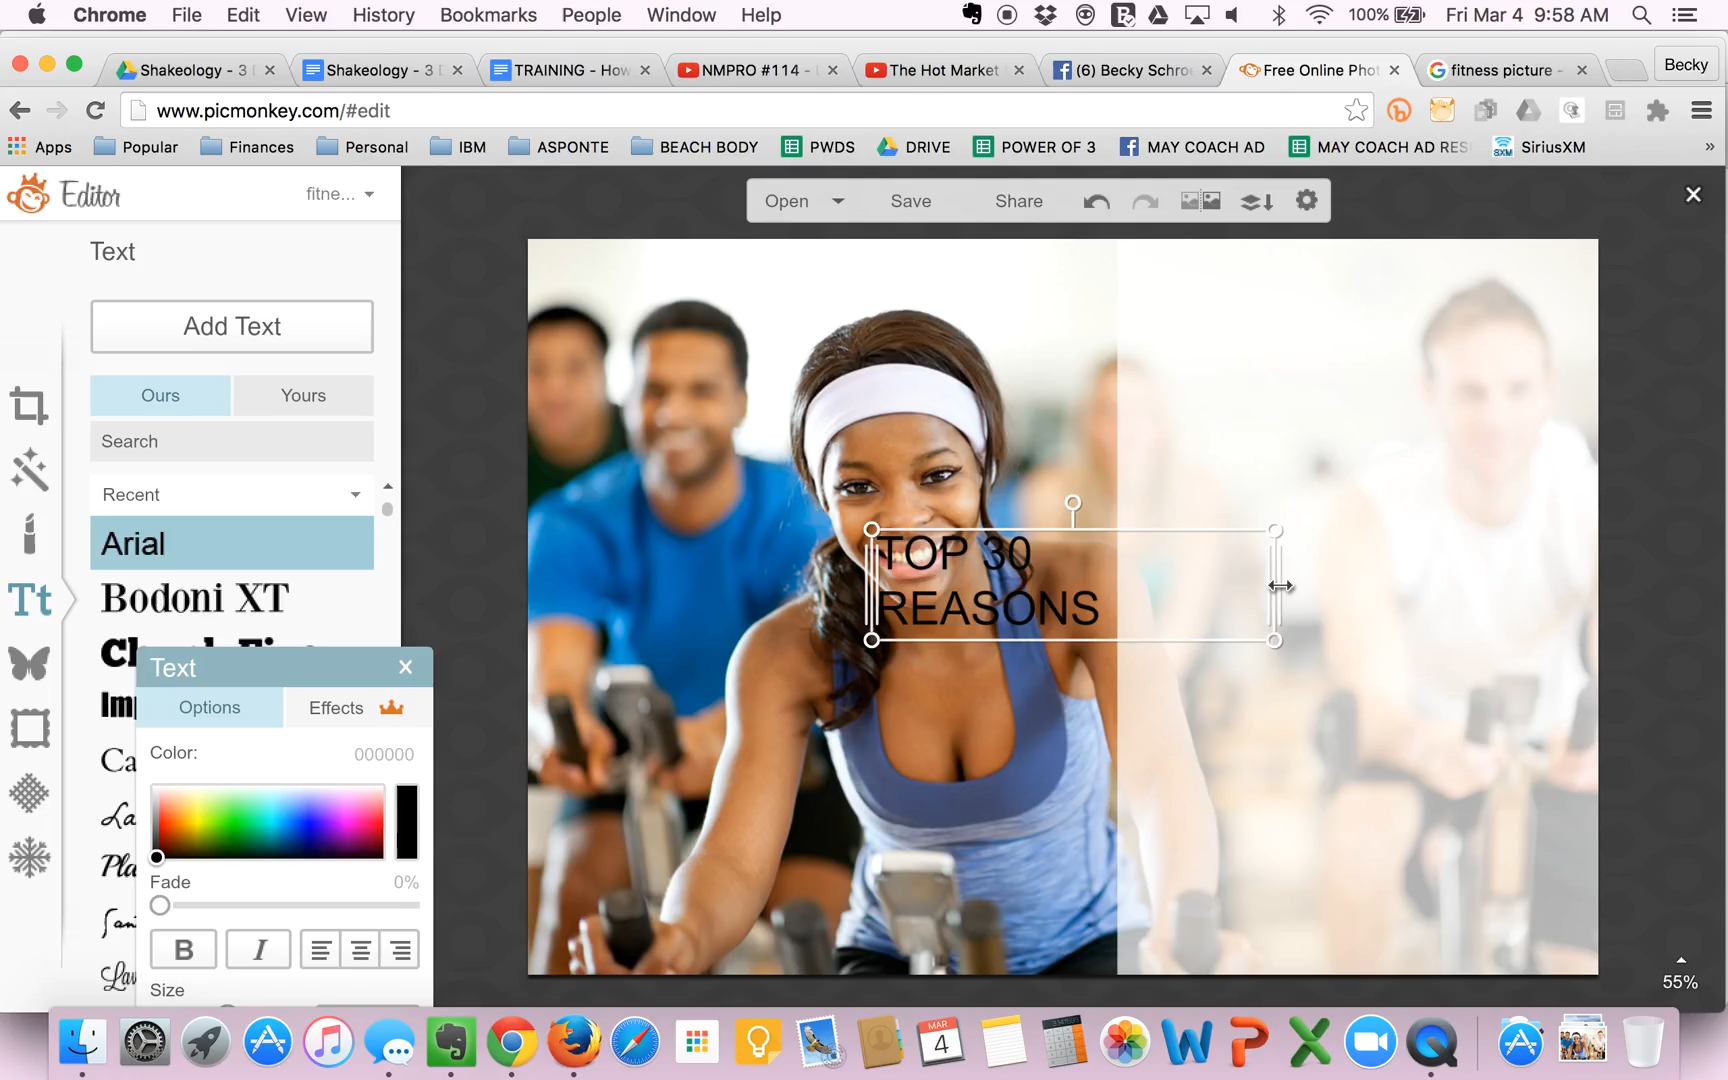 Chrome File Edit View History Bookmarks People Window Help 100% Fri Mar 4 9:58 AM
Shakeology - 3 D Shakeology - 3 D TRAINING - How NMPRO #114 - The Hot Market (6) Becky Schro Free Online Phot fitness picture - Becky
www.picmonkey.com/#edit
Apps Popular Finances Personal IBM ASPONTE BEACH BODY PWDS DRIVE POWER OF 3 MAY COACH AD MAY COACH AD RES SiriusXM »
Editor fitne...
Open Save Share
Text
Add Text
Ours Yours
Search
Recent
Arial
Bodoni XT
TOP 30
REASONS
Text
Options Effects
Color: 000000
Fade 0%
B I
Size
55%
MAR
4